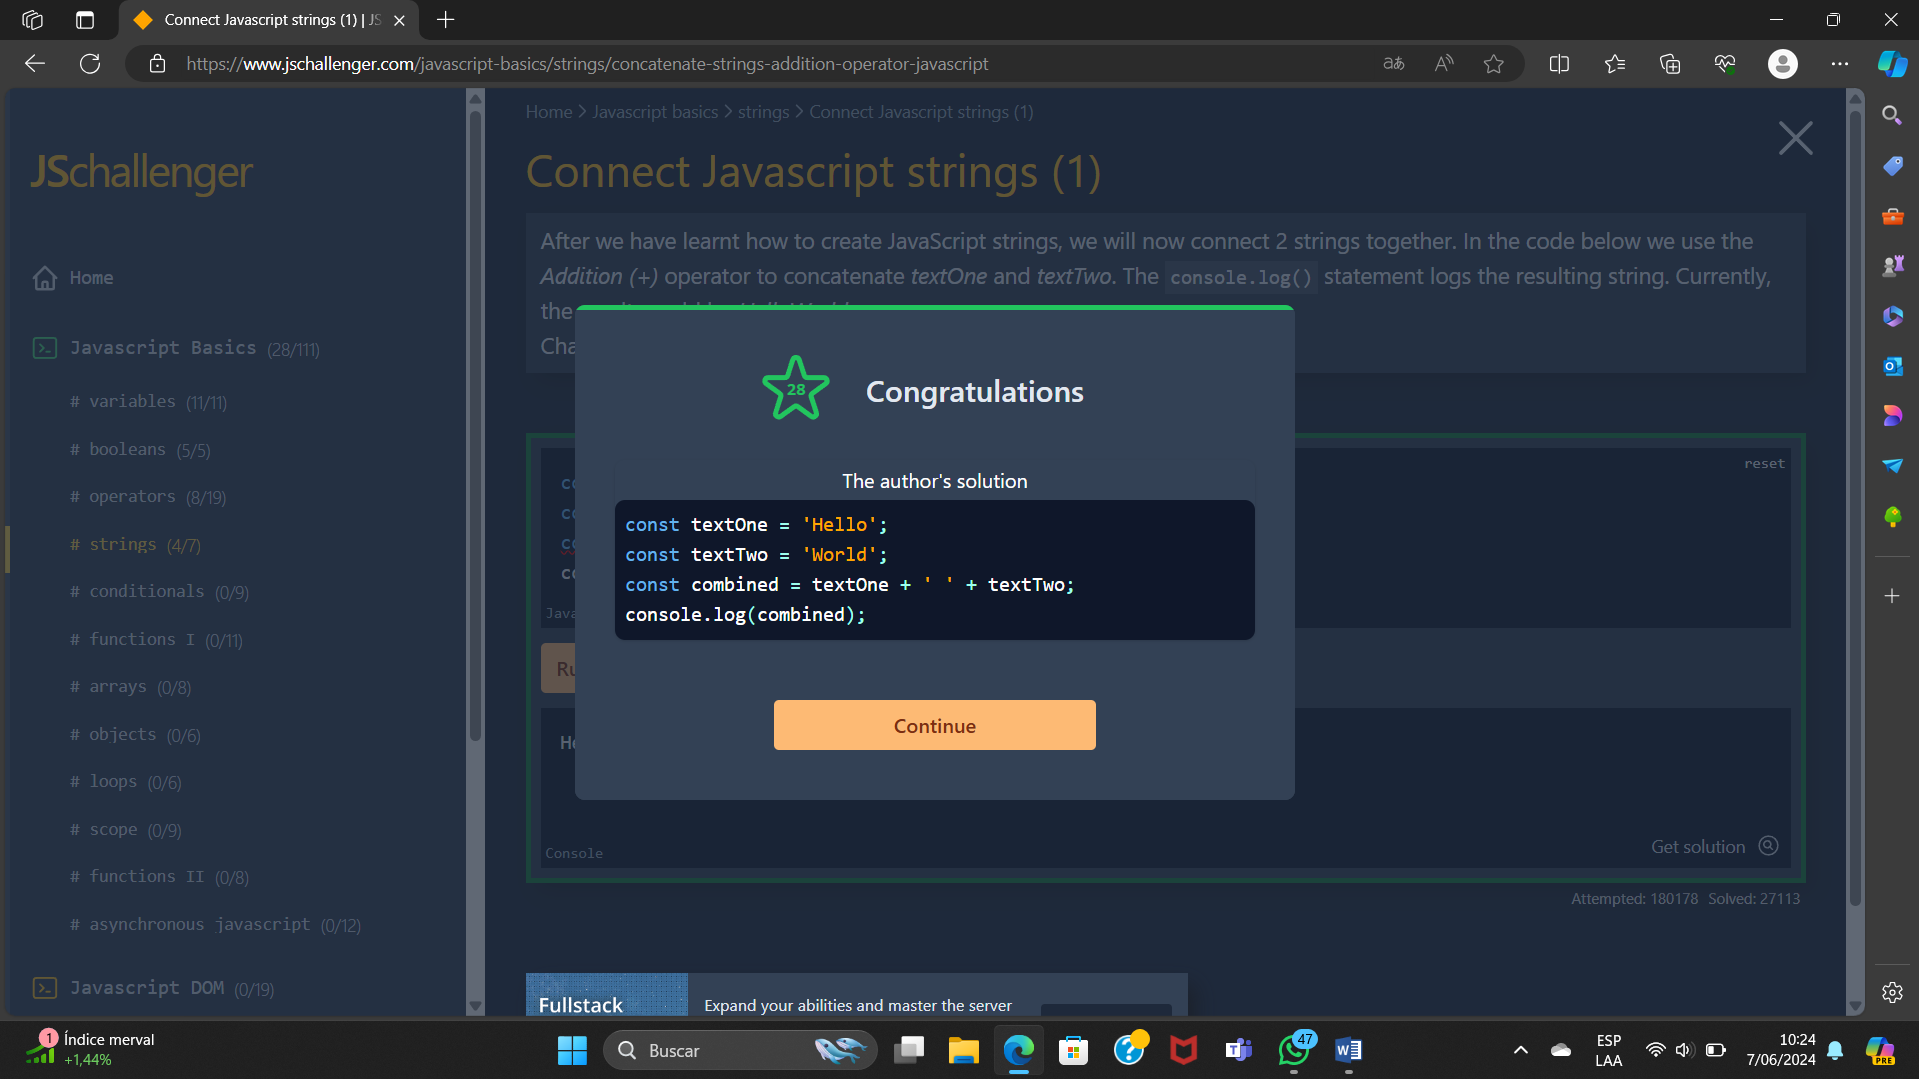 Connect Javascript strings (1) | JS
https://www.jschallenger.com/javascript-basics/strings/concatenate-strings-addition-operator-javascript
JSchallenger
Home
Javascript Basics (28/111)
# variables (11/11)
# booleans (5/5)
# operators (8/19)
# strings (4/7)
# conditionals (0/9)
# functions I (0/11)
# arrays (0/8)
# objects (0/6)
# loops (0/6)
# scope (0/9)
# functions II (0/8)
# asynchronous javascript (0/12)
Javascript DOM (0/19)
Home > Javascript basics > strings > Connect Javascript strings (1)
Connect Javascript strings (1)
After we have learnt how to create JavaScript strings, we will now connect 2 strings together. In the code below we use the
Addition (+) operator to concatenate textOne and textTwo. The console.log() statement logs the resulting string. Currently,
the
reset
28
Congratulations
The author's solution
const textOne = 'Hello';
const textTwo = 'World';
const combined = textOne + ' ' + textTwo;
console.log(combined);
Continue
Console
Get solution
Attempted: 180178 Solved: 27113
Fullstack
Expand your abilities and master the server
1
Índice merval
+1,44%
Buscar
47
ESP
LAA
10:24
7/06/2024
PRE